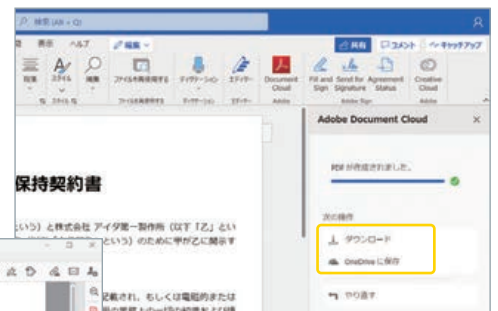 検索 (Alt + Q)
表示 ヘルプ 編集
共有 コメント キャッチアップ
段落 スタイル 編集 ファイルを再利用する ディクテーション エディター Document Cloud Fill and Sign Send for Signature Agreement Status Creative Cloud
スタイル ファイルを再利用する ディクテーション エディター Adobe Adobe Sign Adobe
Adobe Document Cloud ×
PDF が作成されました。
保持契約書
次の操作
いう）と株式会社 アイダ第一製作所（以下「乙」とい
ダウンロード
という）のために甲が乙に開示す
OneDrive に保存
やり直す
記載され、もしくは電磁的または